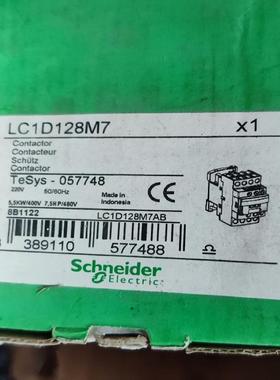 LC1D128M7 x1
Contactor
Contacteur
Schütz
Contactor
TeSys - 057748
220V 50/60Hz
Made in
Indonesia
CE
5,5KW/400V 7,5HP/480V
8B1122
LC1D128M7AB
389110 577488
Schneider
Electric